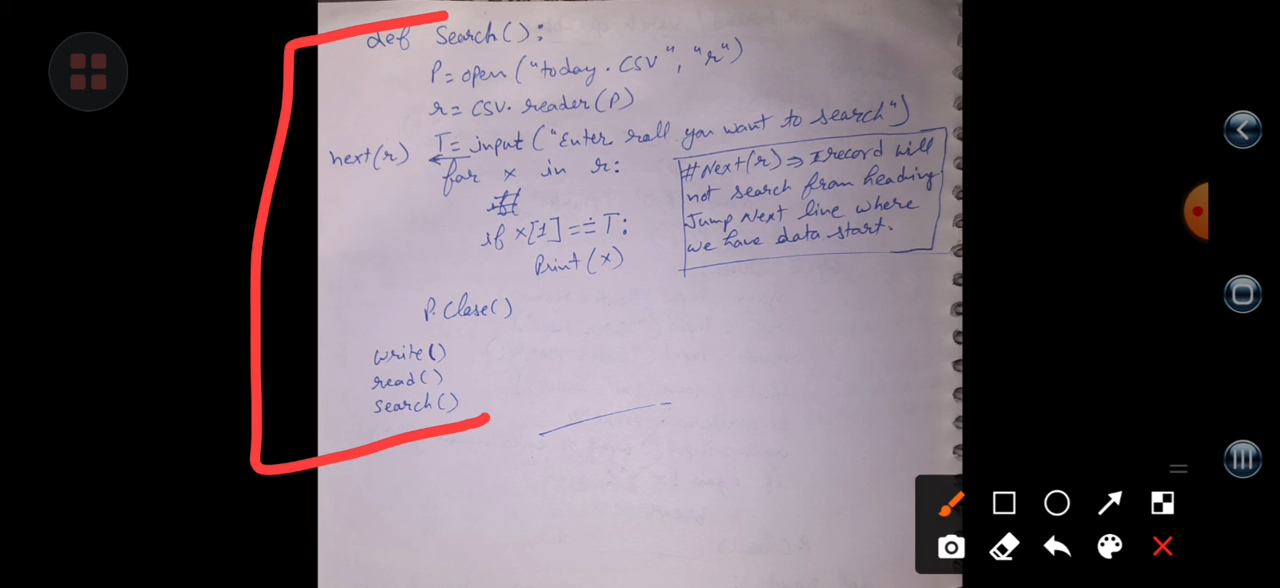 def Search():
P = open ("today.CSV", "r")
r = CSV. reader (P)
next(r) T = input ("Enter roll you want to search")
for x in r:
if x[1] == T:
Print (x)
P. Close()
write()
read()
Search()
#Next(r) ⇒ record will
not search from heading
Jump Next line where
we have data start.